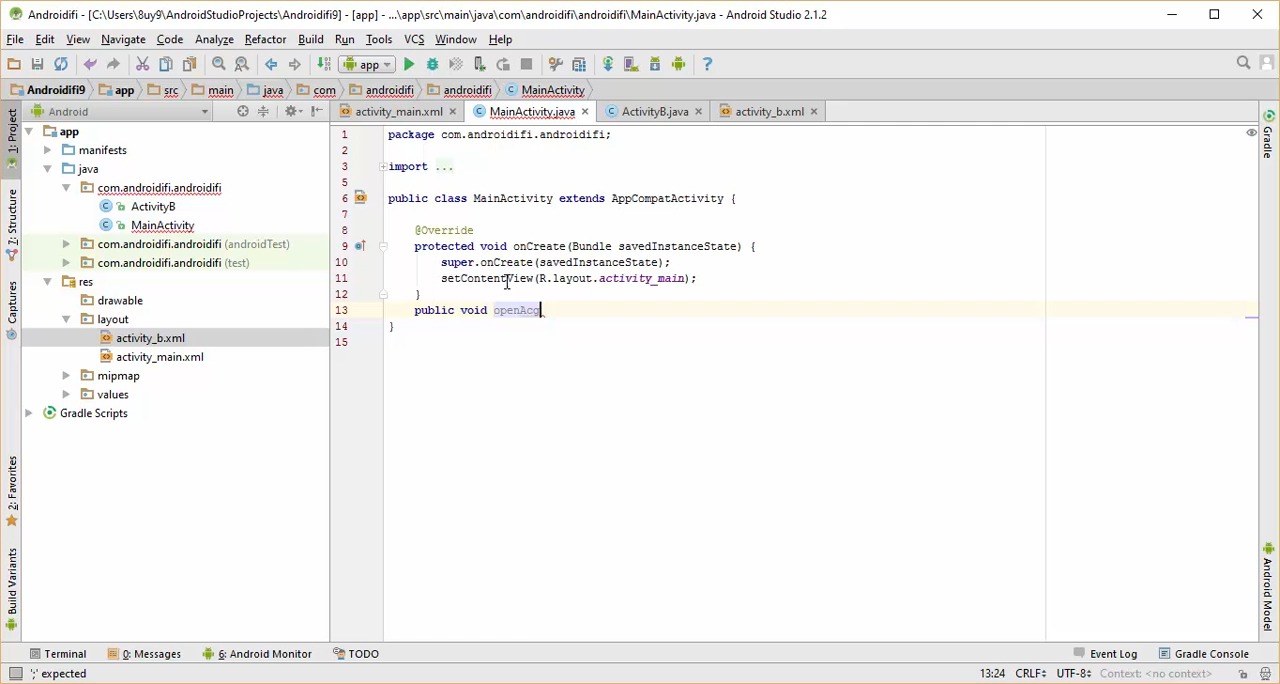 Androidifi - [C:\Users\8uy9\AndroidStudioProjects\Androidifi9] - [app] - ...\app\src\main\java\com\androidifi\androidifi\MainActivity.java - Android Studio 2.1.2
File Edit View Navigate Code Analyze Refactor Build Run Tools VCS Window Help
app
Androidifi9 app src main java com androidifi androidifi MainActivity
Android
activity_main.xml MainActivity.java ActivityB.java activity_b.xml
1: Project
7: Structure
Captures
2: Favorites
Build Variants
app
manifests
java
com.androidifi.androidifi
ActivityB
MainActivity
com.androidifi.androidifi (androidTest)
com.androidifi.androidifi (test)
res
drawable
layout
activity_b.xml
activity_main.xml
mipmap
values
Gradle Scripts
1 package com.androidifi.androidifi;
2
3 import ...
5
6 public class MainActivity extends AppCompatActivity {
7
8 @Override
9 protected void onCreate(Bundle savedInstanceState) {
10 super.onCreate(savedInstanceState);
11 setContentView(R.layout.activity_main);
12 }
13 public void openAcg
14 }
15
Gradle
Android Model
Terminal 0: Messages 6: Android Monitor TODO Event Log Gradle Console
';' expected 13:24 CRLF UTF-8 Context: <no context>